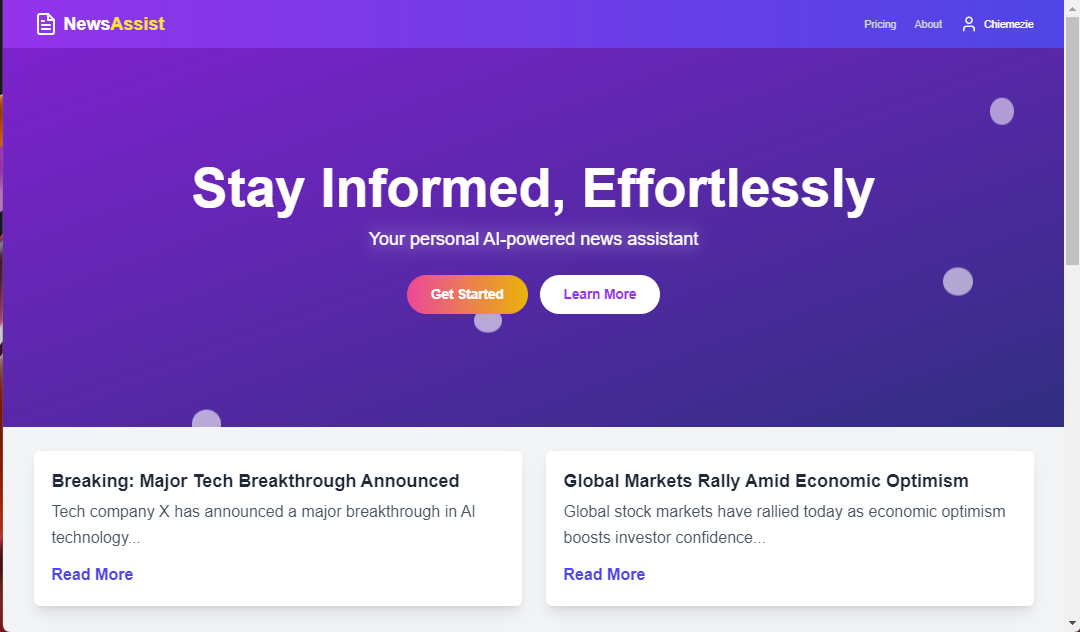 NewsAssist
Pricing About Chiemezie
Stay Informed, Effortlessly
Your personal AI-powered news assistant
Get Started Learn More
Breaking: Major Tech Breakthrough Announced
Tech company X has announced a major breakthrough in AI
technology...
Read More
Global Markets Rally Amid Economic Optimism
Global stock markets have rallied today as economic optimism
boosts investor confidence...
Read More